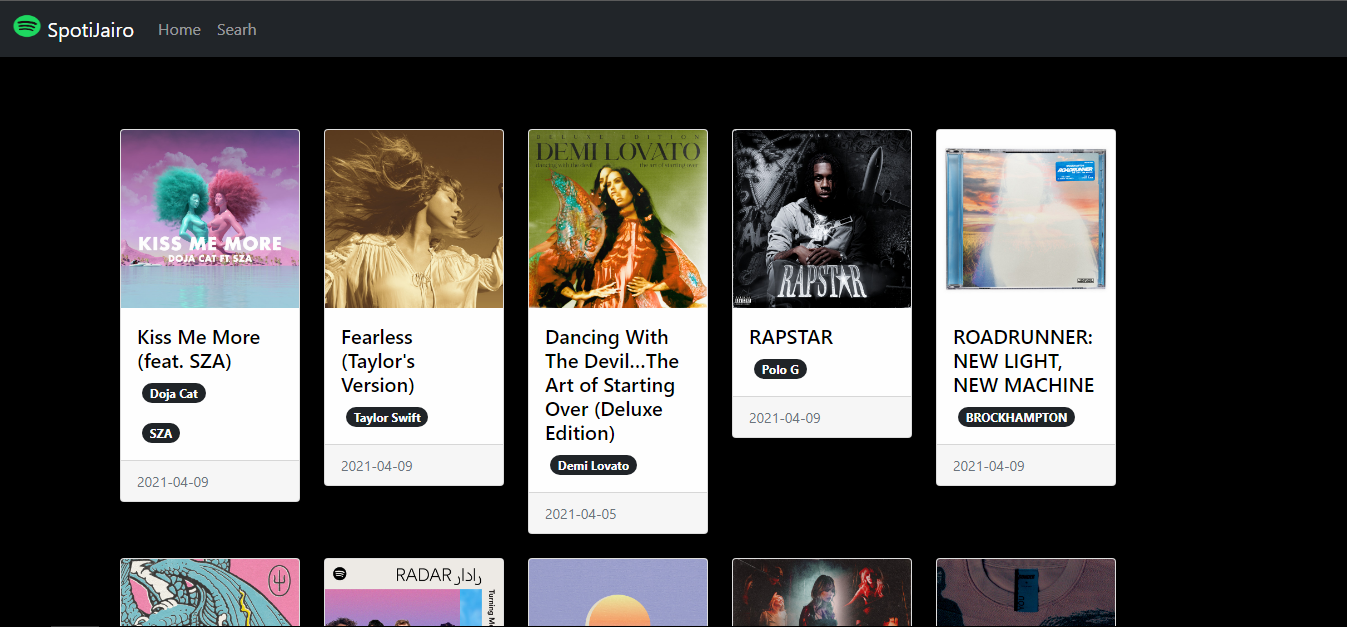 SpotiJairo Home Searh
KISS ME MORE
DOJA CAT FT SZA
DELUXE EDITION
DEMI LOVATO
dancing with the devil the art of starting over
RAPSTAR
ROADRUNNER
Kiss Me More
(feat. SZA)
Doja Cat
SZA
2021-04-09
Fearless
(Taylor's
Version)
Taylor Swift
2021-04-09
Dancing With
The Devil...The
Art of Starting
Over (Deluxe
Edition)
Demi Lovato
2021-04-05
RAPSTAR
Polo G
2021-04-09
ROADRUNNER:
NEW LIGHT,
NEW MACHINE
BROCKHAMPTON
2021-04-09
RADAR رادار